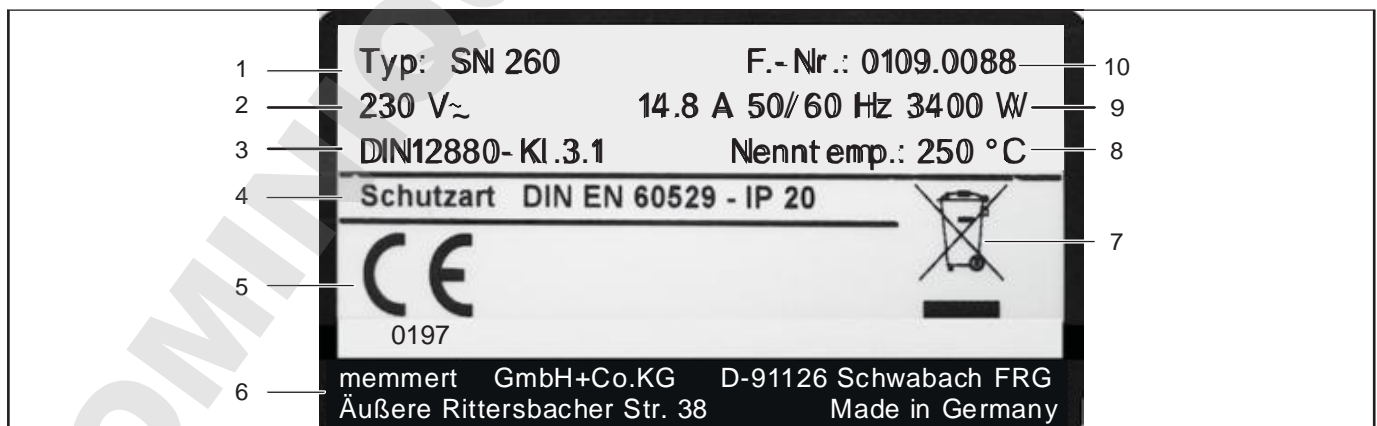 1 Typ: SN 260 F.-Nr.: 0109.0088 10
2 230 V~ 14.8 A 50/60 Hz 3400 W 9
3 DIN12880-Kl.3.1 Nenntemp.: 250 °C 8
4 Schutzart DIN EN 60529 - IP 20
7
5 CE
0197
6 memmert GmbH+Co.KG D-91126 Schwabach FRG
Äußere Rittersbacher Str. 38 Made in Germany